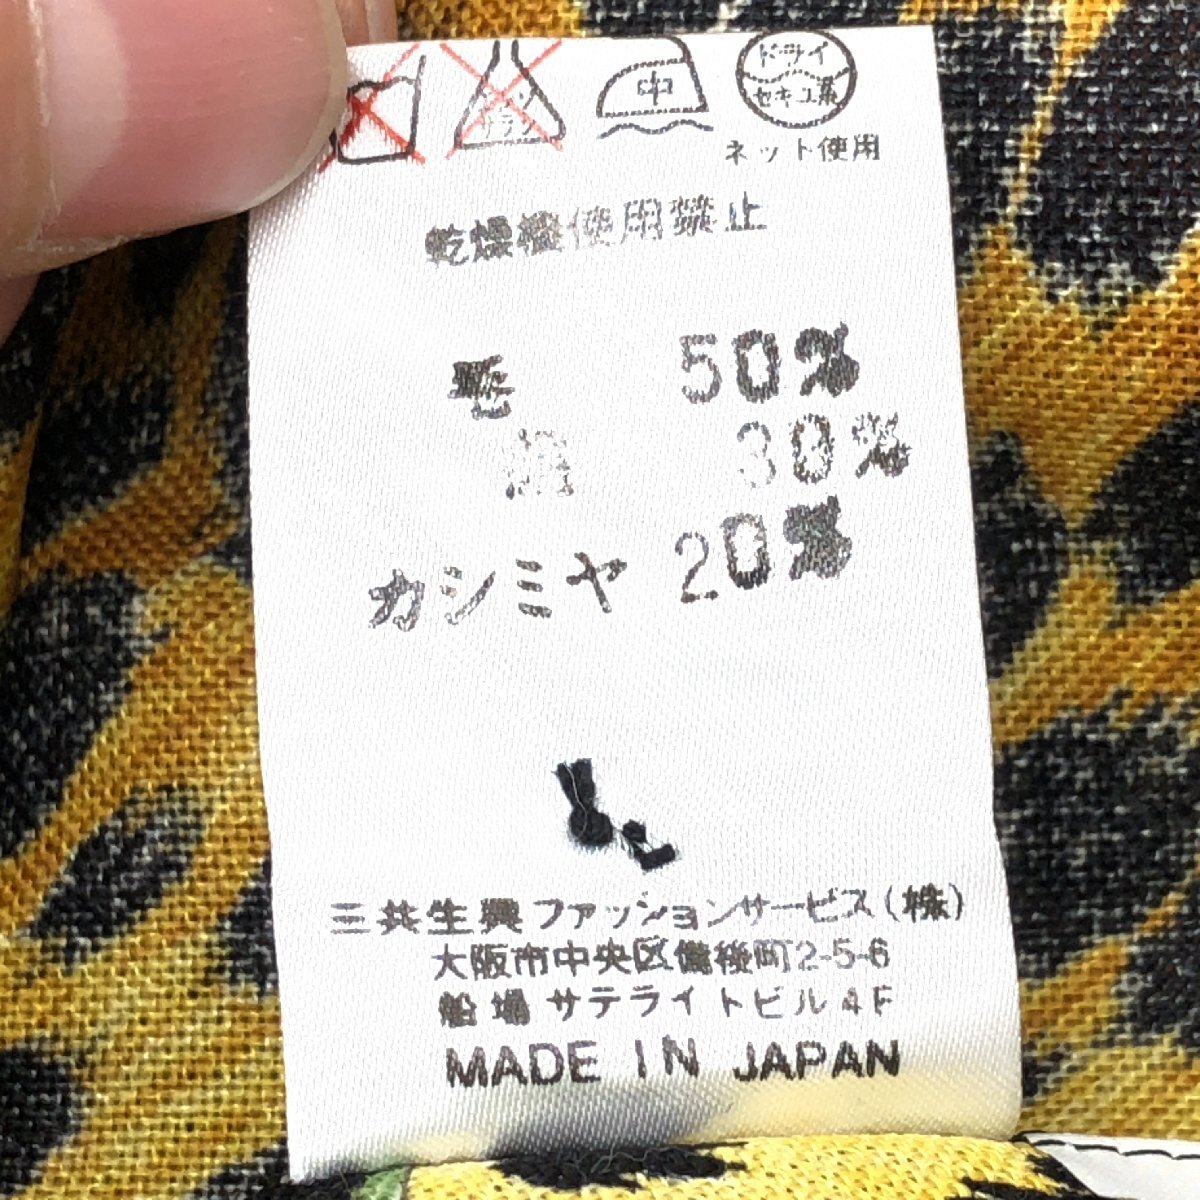 中
ドライ
セキユ系
ネット使用
乾燥機使用禁止
毛 50%
絹 30%
カシミヤ 20%
三共生興ファッションサービス(株)
大阪市中央区備後町2-5-6
船場サテライトビル4F
MADE IN JAPAN